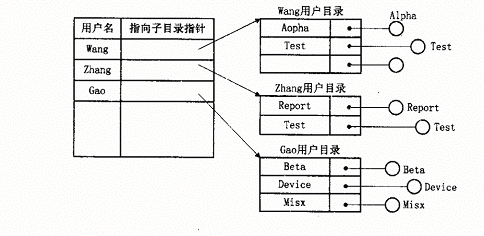 用户名 指向子目录指针
Wang
Zhang
Gao
Wang用户目录
Aopha
Alpha
Test
Test
Zhang用户目录
Report
Report
Test
Test
Gao用户目录
Beta
Beta
Device
Device
Misx
Misx